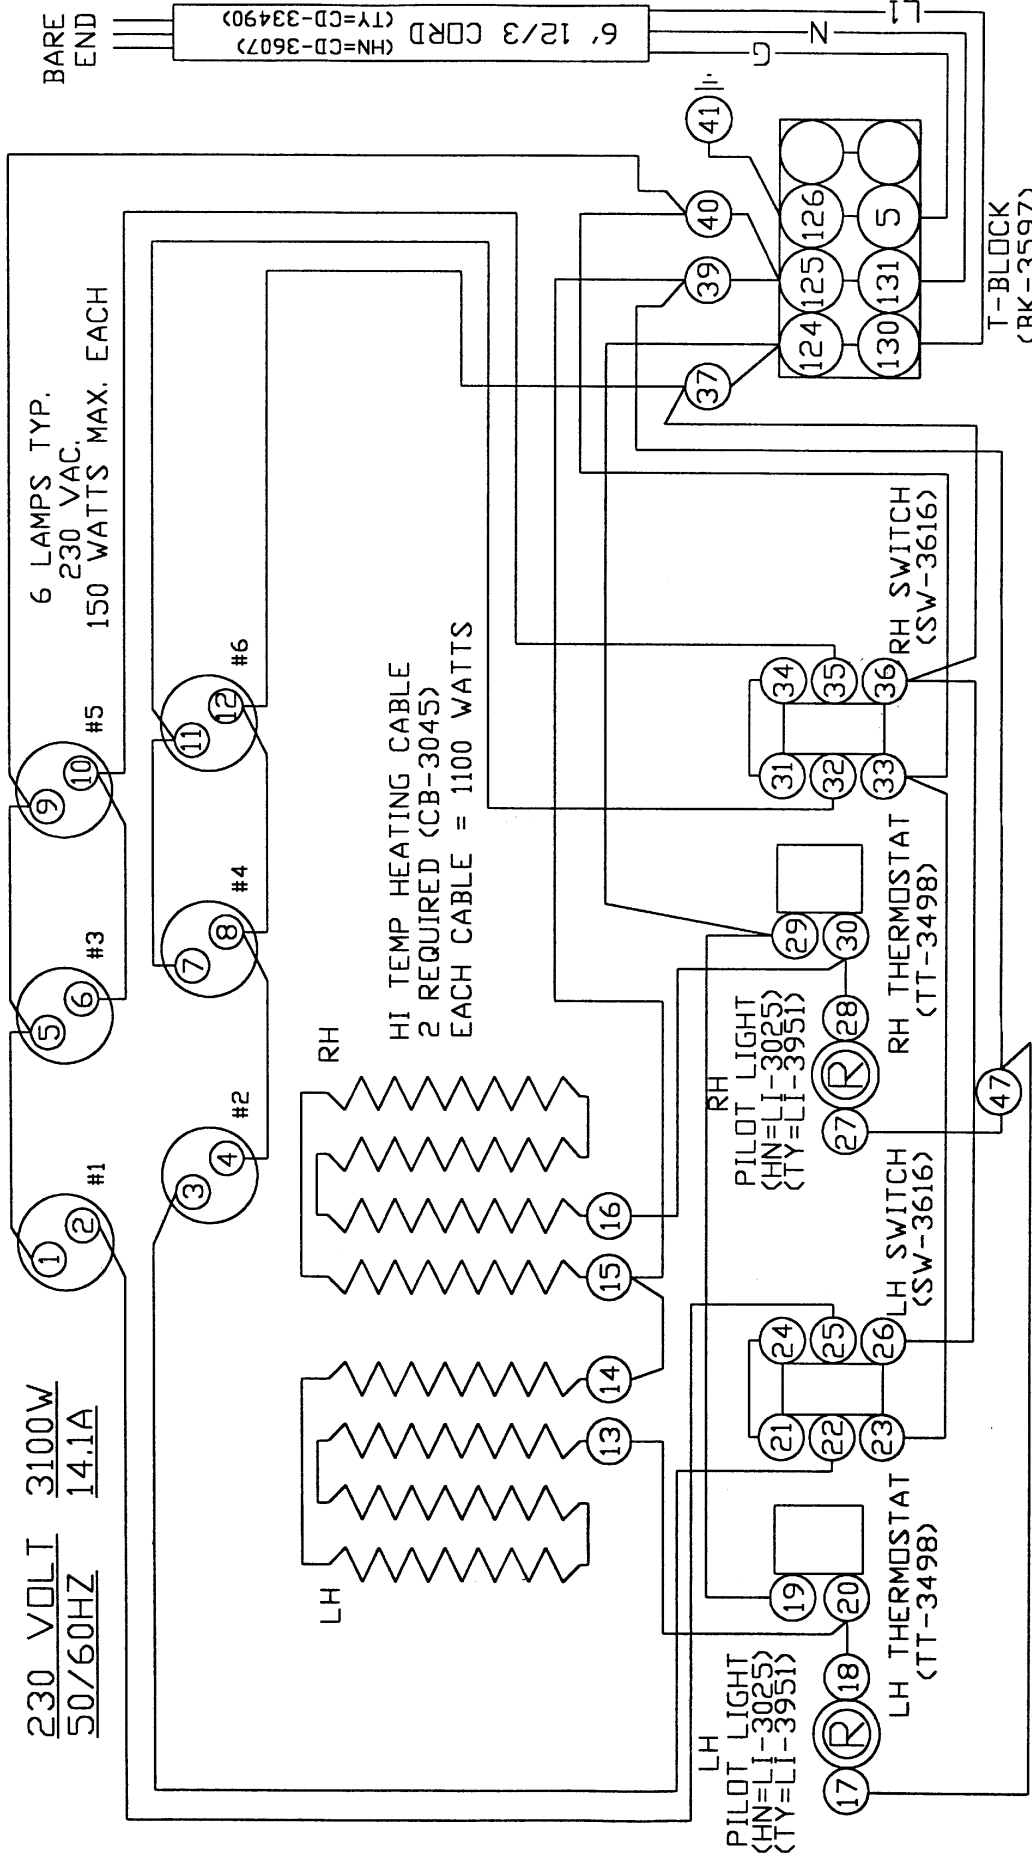 230 VOLT 3100W
50/60HZ 14.1A
6 LAMPS TYP.
230 VAC.
150 WATTS MAX. EACH
BARE
END
6' 12/3 CORD
(HN=CD-3607)
(TY=CD-33490)
L1
N
G
1
2
#1
5
6
#3
9
10
#5
3
4
#2
7
8
#4
11
12
#6
LH
RH
HI TEMP HEATING CABLE
2 REQUIRED (CB-3045)
EACH CABLE = 1100 WATTS
13
14
15
16
37
39
40
41
124
125
126
130
131
5
T-BLOCK
(BK-3597)
LH
PILOT LIGHT
(HN=LI-3025)
(TY=LI-3951)
17
R
18
19
20
LH THERMOSTAT
(TT-3498)
21
22
23
24
25
26
LH SWITCH
(SW-3616)
RH
PILOT LIGHT
(HN=LI-3025)
(TY=LI-3951)
27
R
28
29
30
RH THERMOSTAT
(TT-3498)
31
32
33
34
35
36
RH SWITCH
(SW-3616)
47